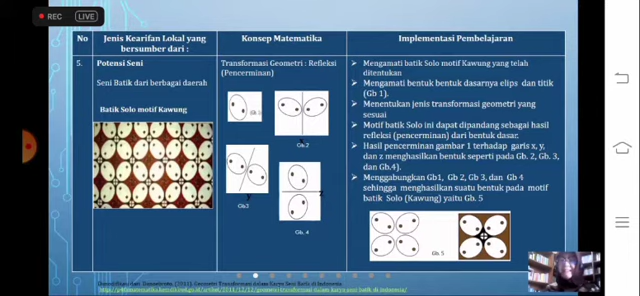 REC LIVE
No
Jenis Kearifan Lokal yang
bersumber dari :
Konsep Matematika
Implementasi Pembelajaran
5.
Potensi Seni
Seni Batik dari berbagai daerah
Batik Solo motif Kawung
Transformasi Geometri : Refleksi
(Pencerminan)
Gb.2
y
Gb3
z
Gb. 4
➤ Mengamati batik Solo motif Kawung yang telah
ditentukan
➤ Mengamati bentuk bentuk dasarnya elips dan titik
(Gb 1).
➤ Menentukan jenis transformasi geometri yang
sesuai
➤ Motif batik Solo ini dapat dipandang sebagai hasil
refleksi (pencerminan) dari bentuk dasar.
➤ Hasil pencerminan gambar 1 terhadap garis x, y,
dan z menghasilkan bentuk seperti pada Gb. 2, Gb. 3,
dan Gb.4).
➤ Menggabungkan Gb1, Gb 2, Gb 3, dan Gb 4
sehingga menghasilkan suatu bentuk pada motif
batik Solo (Kawung) yaitu Gb. 5
Gb. 5